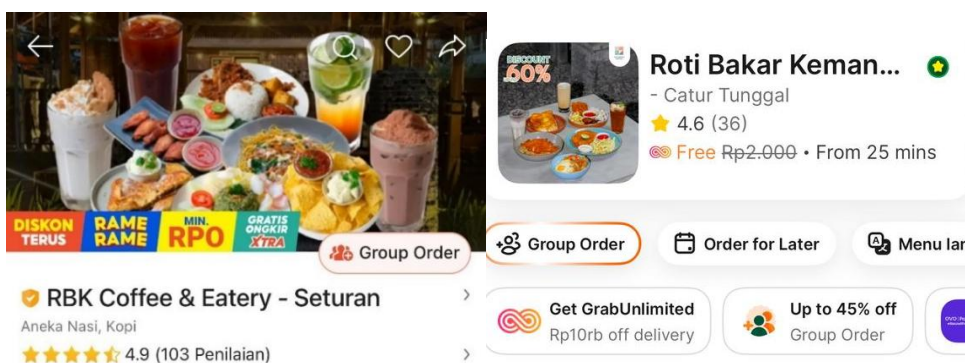 DISKON TERUS
RAME RAME
MIN. RP0
GRATIS ONGKIR XTRA
Group Order
RBK Coffee & Eatery - Seturan
Aneka Nasi, Kopi
4.9 (103 Penilaian)
DISCOUNT
60%
Roti Bakar Keman...
- Catur Tunggal
4.6 (36)
Free Rp2.000 • From 25 mins
Group Order
Order for Later
Menu lan
Get GrabUnlimited
Rp10rb off delivery
Up to 45% off
Group Order